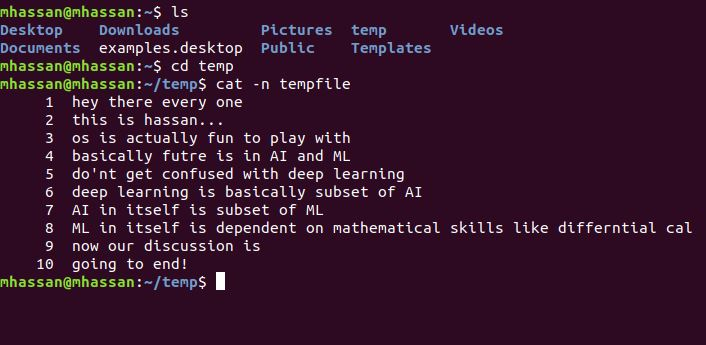 mhassan@mhassan:~$ ls
Desktop    Downloads         Pictures  temp       Videos
Documents  examples.desktop  Public    Templates
mhassan@mhassan:~$ cd temp
mhassan@mhassan:~/temp$ cat -n tempfile
     1  hey there every one
     2  this is hassan...
     3  os is actually fun to play with
     4  basically futre is in AI and ML
     5  do'nt get confused with deep learning
     6  deep learning is basically subset of AI
     7  AI in itself is subset of ML
     8  ML in itself is dependent on mathematical skills like differntial cal
     9  now our discussion is
    10  going to end!
mhassan@mhassan:~/temp$